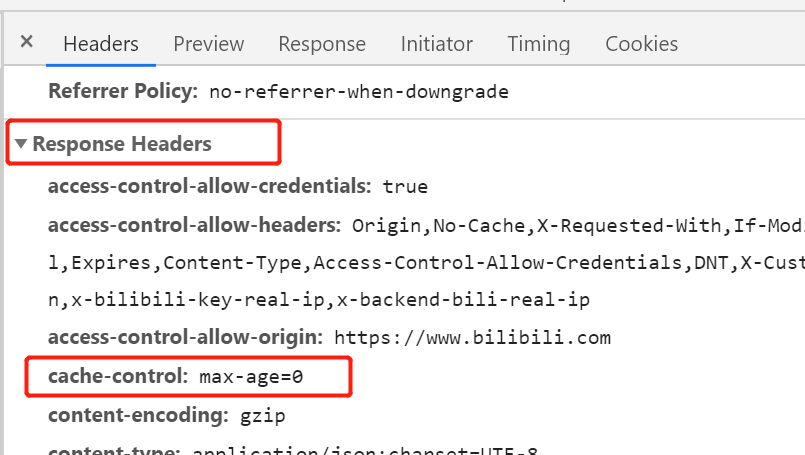 × Headers Preview Response Initiator Timing Cookies
Referrer Policy: no-referrer-when-downgrade
Response Headers
access-control-allow-credentials: true
access-control-allow-headers: Origin,No-Cache,X-Requested-With,If-Modi
l,Expires,Content-Type,Access-Control-Allow-Credentials,DNT,X-Cust
n,x-bilibili-key-real-ip,x-backend-bili-real-ip
access-control-allow-origin: https://www.bilibili.com
cache-control: max-age=0
content-encoding: gzip
content-type: application/json;charset=UTF-8